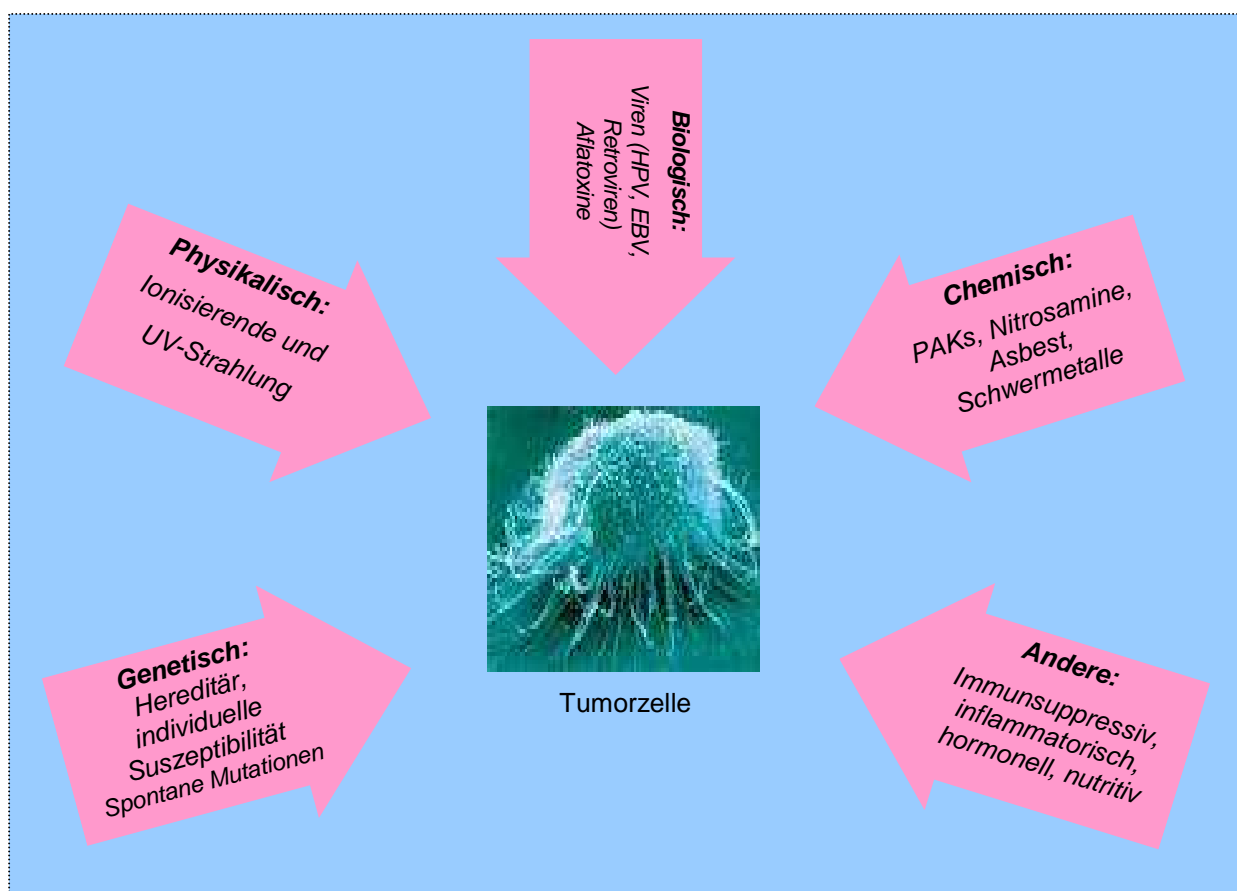 Biologisch:
Viren (HPV, EBV,
Retroviren)
Aflatoxine
Physikalisch:
Ionisierende und
UV-Strahlung
Chemisch:
PAKs, Nitrosamine,
Asbest,
Schwermetalle
Genetisch:
Hereditär,
individuelle
Suszeptibilität
Spontane Mutationen
Andere:
Immunsuppressiv,
inflammatorisch,
hormonell, nutritiv
Tumorzelle